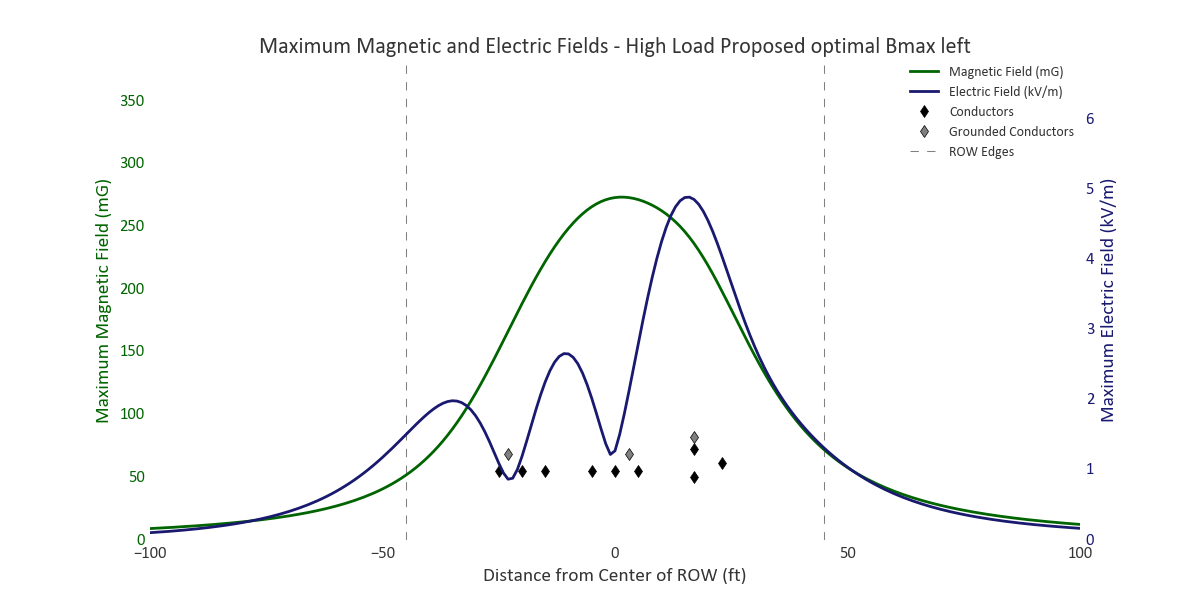 Maximum Magnetic and Electric Fields - High Load Proposed optimal Bmax left
Magnetic Field (mG)
Electric Field (kV/m)
Conductors
Grounded Conductors
ROW Edges
Maximum Magnetic Field (mG)
350
300
250
200
150
100
50
0
6
5
4
3
2
1
0
Maximum Electric Field (kV/m)
−100
−50
0
50
100
Distance from Center of ROW (ft)